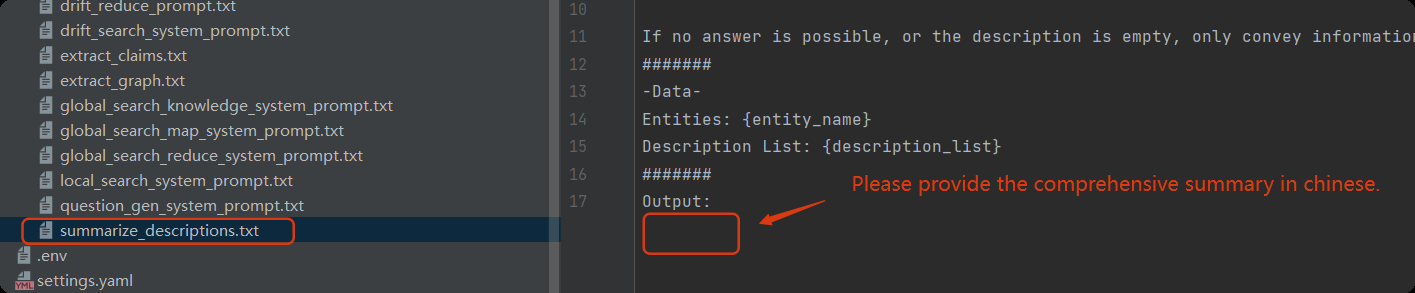 drift_reduce_prompt.txt
drift_search_system_prompt.txt
extract_claims.txt
extract_graph.txt
global_search_knowledge_system_prompt.txt
global_search_map_system_prompt.txt
global_search_reduce_system_prompt.txt
local_search_system_prompt.txt
question_gen_system_prompt.txt
summarize_descriptions.txt
.env
YML settings.yaml
10
11 If no answer is possible, or the description is empty, only convey information
12 #######
13 -Data-
14 Entities: {entity_name}
15 Description List: {description_list}
16 #######
17 Output:
Please provide the comprehensive summary in chinese.